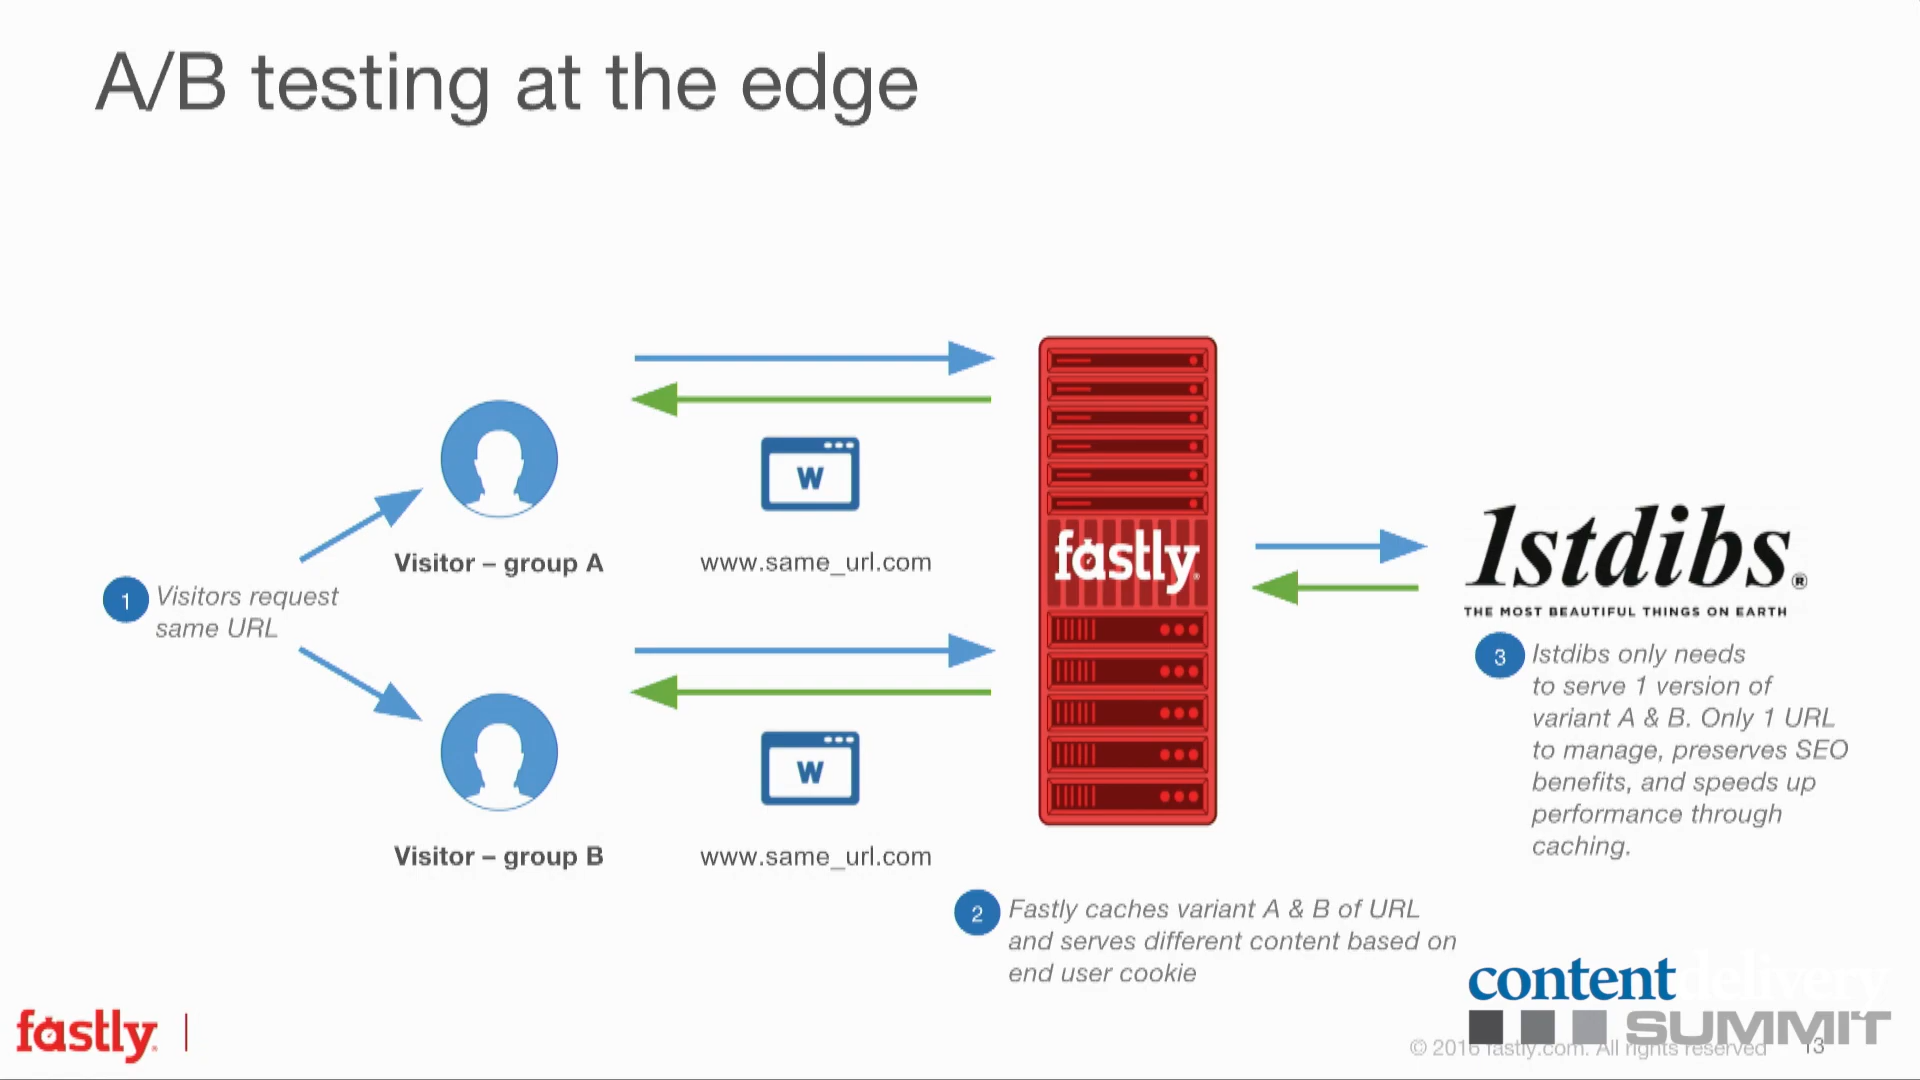 A/B testing at the edge
W
Visitor – group A
www.same_url.com
1
Visitors request
same URL
W
Visitor – group B
www.same_url.com
fastly
1stdibs®
THE MOST BEAUTIFUL THINGS ON EARTH
3
1stdibs only needs
to serve 1 version of
variant A & B. Only 1 URL
to manage, preserves SEO
benefits, and speeds up
performance through
caching.
2
Fastly caches variant A & B of URL
and serves different content based on
end user cookie
fastly
contentdelivery
SUMMIT
© 2016 fastly.com. All rights reserved 13